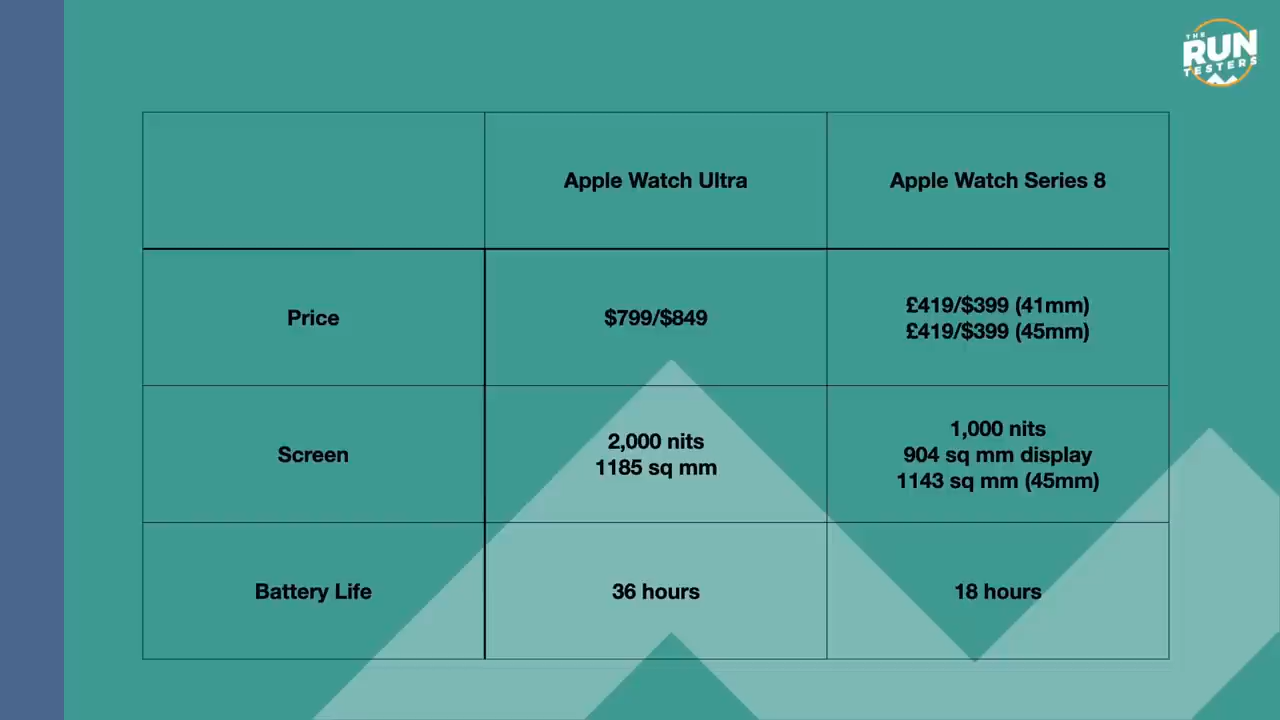 THE
RUN
TESTERS
Apple Watch Ultra
Apple Watch Series 8
Price
$799/$849
£419/$399 (41mm)
£419/$399 (45mm)
Screen
2,000 nits
1185 sq mm
1,000 nits
904 sq mm display
1143 sq mm (45mm)
Battery Life
36 hours
18 hours